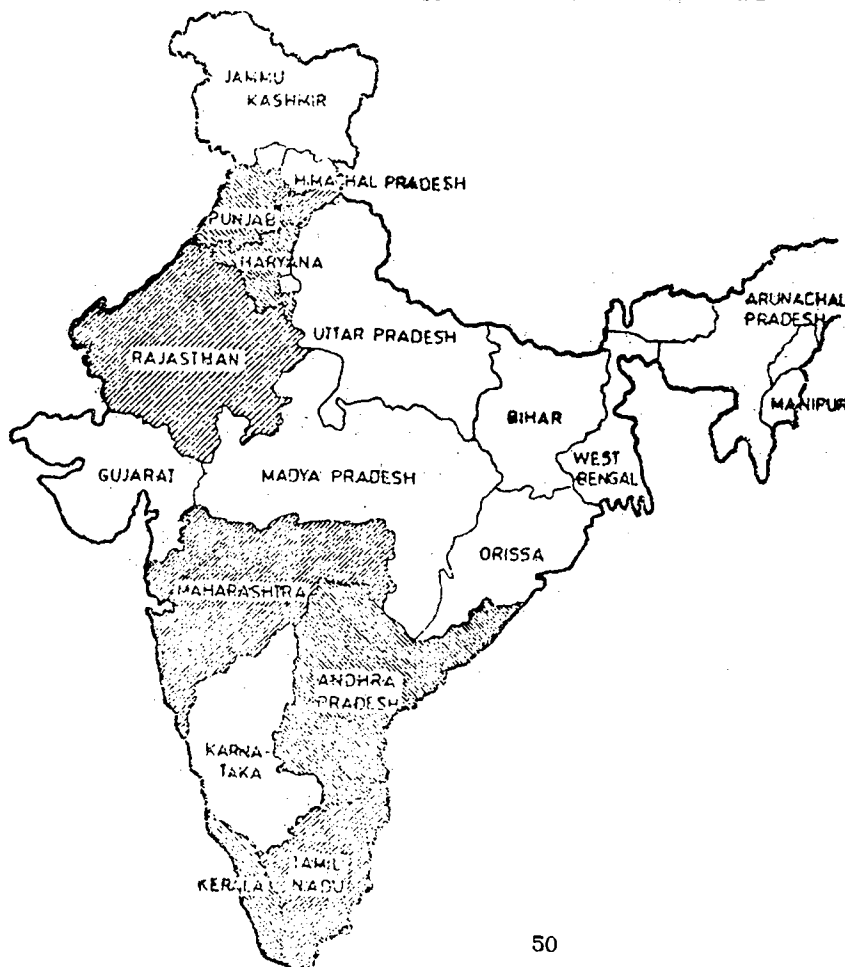 JAMMU
KASHMIR
HIMACHAL PRADESH
PUNJAB
HARYANA
ARUNACHAL
PRADESH
UTTAR PRADESH
RAJASTHAN
MANIPUR
BIHAR
WEST
BENGAL
GUJARAT
MADYA PRADESH
ORISSA
MAHARASHTRA
ANDHRA
PRADESH
KARNA-
TAKA
TAMIL
NADU
KERALA
50